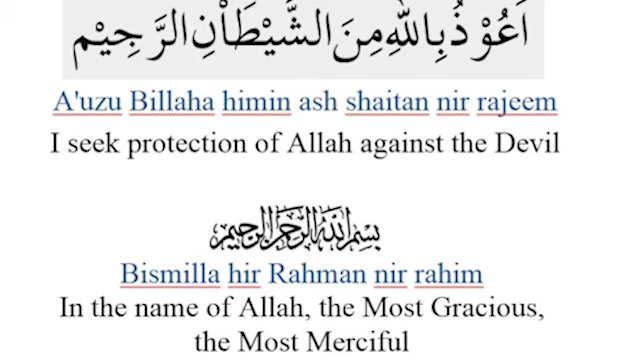 اَعُوْذُ بِاللهِ مِنَ الشَّيْطَانِ الرَّجِيْمِ
A'uzu Billaha himin ash shaitan nir rajeem
I seek protection of Allah against the Devil
بسم الله الرحمن الرحيم
Bismilla hir Rahman nir rahim
In the name of Allah, the Most Gracious,
the Most Merciful